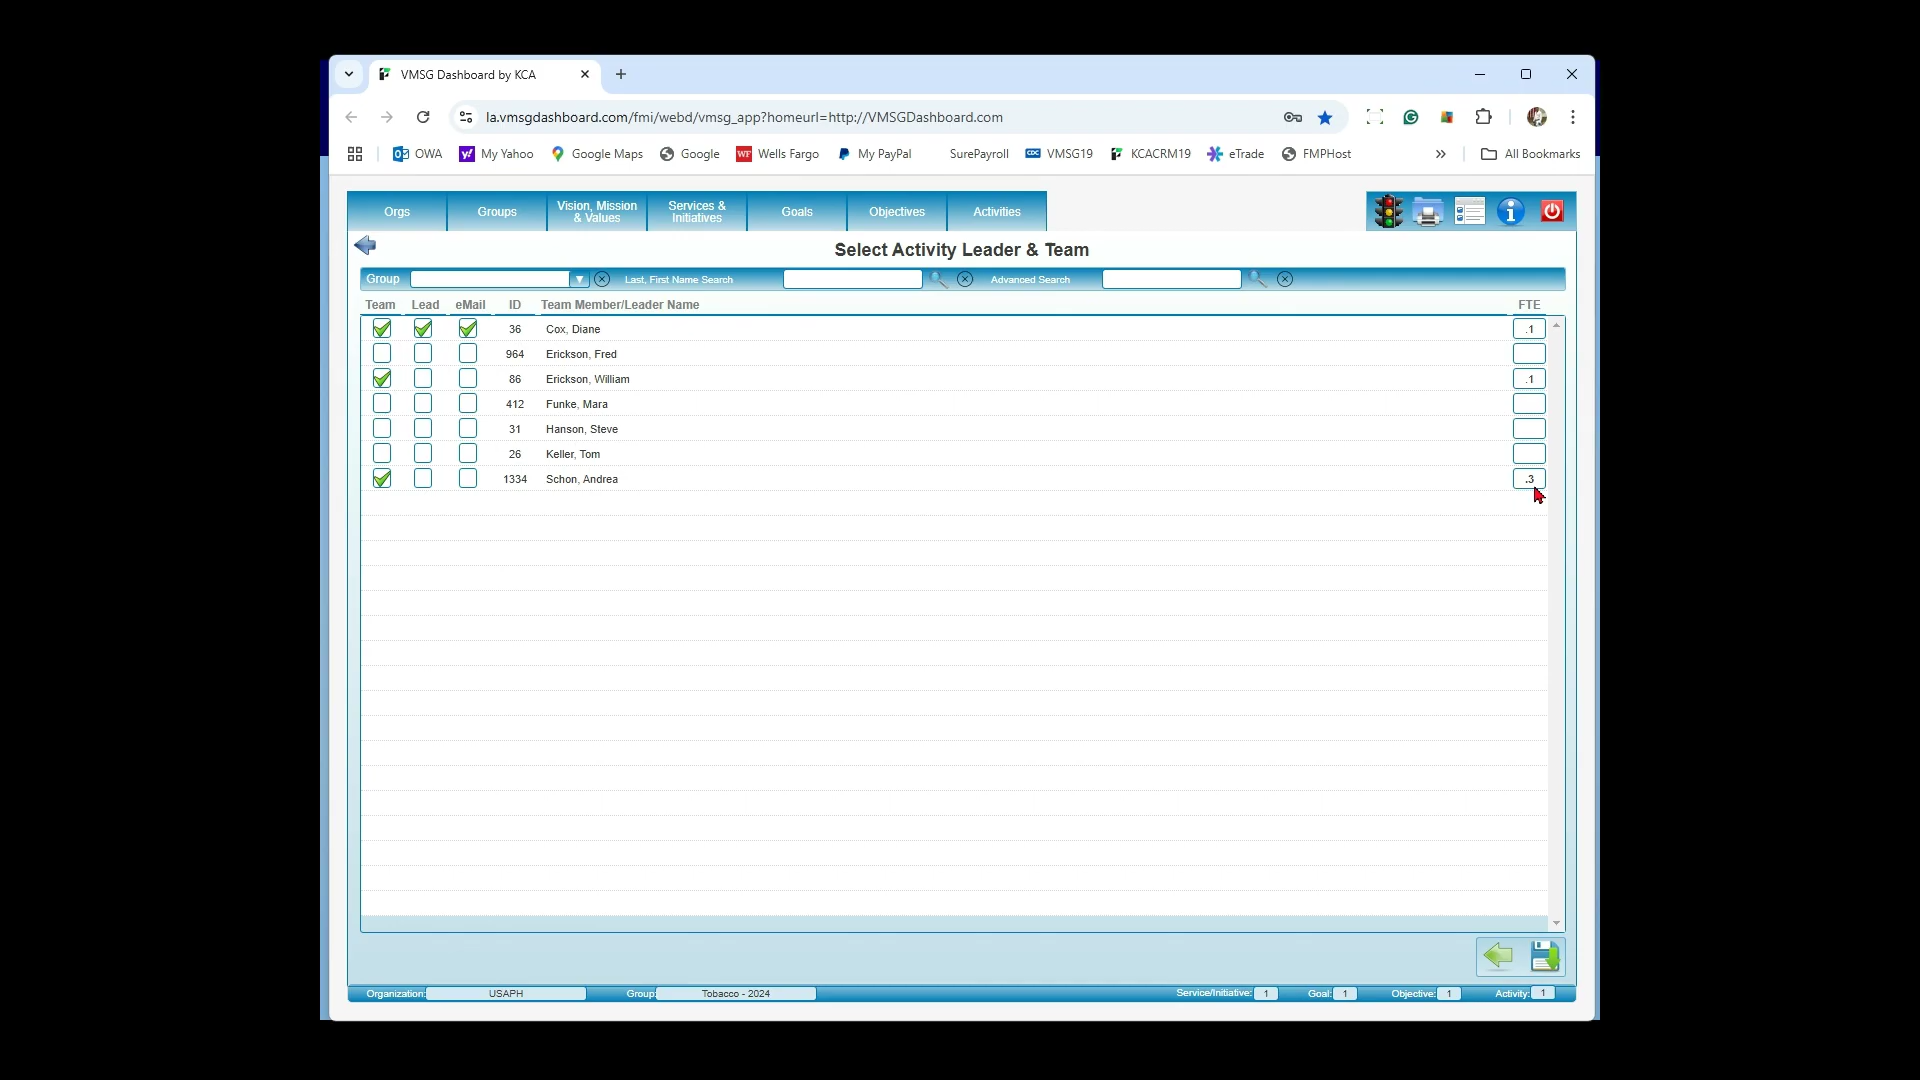 VMSG Dashboard by KCA
la.vmsgdashboard.com/fmi/webd/vmsg_app?homeurl=http://VMSGDashboard.com
OWA My Yahoo Google Maps Google WF Wells Fargo My PayPal SurePayroll CDC VMSG19 KCACRM19 eTrade FMPHost All Bookmarks
Orgs Groups Vision, Mission & Values Services & Initiatives Goals Objectives Activities
Select Activity Leader & Team
Group Last, First Name Search Advanced Search
Team Lead eMail ID Team Member/Leader Name FTE
36 Cox, Diane .1
964 Erickson, Fred
86 Erickson, William .1
412 Funke, Mara
31 Hanson, Steve
26 Keller, Tom
1334 Schon, Andrea .3
Organization: USAPH Group: Tobacco - 2024 Service/Initiative: 1 Goal: 1 Objective: 1 Activity: 1